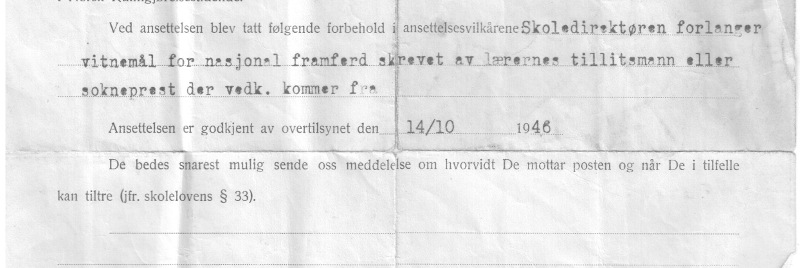 Ved ansettelsen blev tatt følgende forbehold i ansettelsesvilkårene Skoledirektøren forlanger
vitnemål for nasjonal framferd skrevet av lærernes tillitsmann eller
sokneprest der vedk. kommer fra
Ansettelsen er godkjent av overtilsynet den 14/10 1946
De bedes snarest mulig sende oss meddelelse om hvorvidt De mottar posten og når De i tilfelle
kan tiltre (jfr. skolelovens § 33).